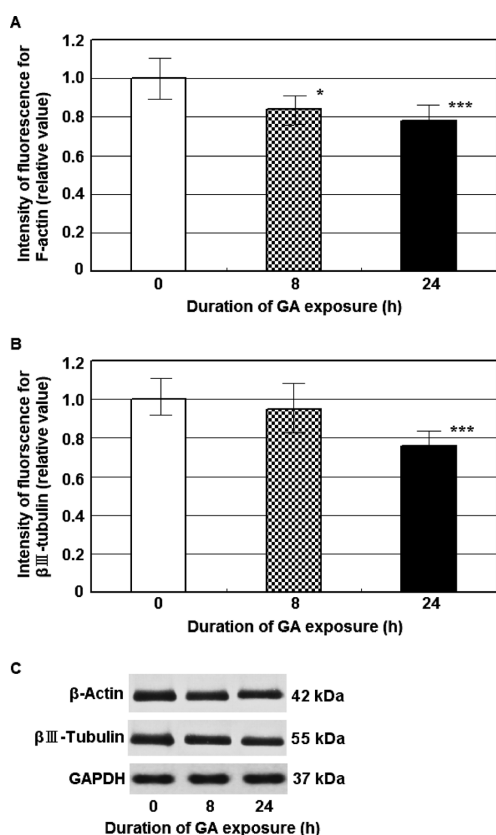 A
Intensity of fluorescence for
F-actin (relative value)
1.2
1.0
0.8
0.6
0.4
0.2
0
*
***
0 8 24
Duration of GA exposure (h)
B
Intensity of fluorscence for
βⅢ-tubulin (relative value)
1.2
1.0
0.8
0.6
0.4
0.2
0
***
0 8 24
Duration of GA exposure (h)
C
β-Actin 42 kDa
βⅢ-Tubulin 55 kDa
GAPDH 37 kDa
0 8 24
Duration of GA exposure (h)